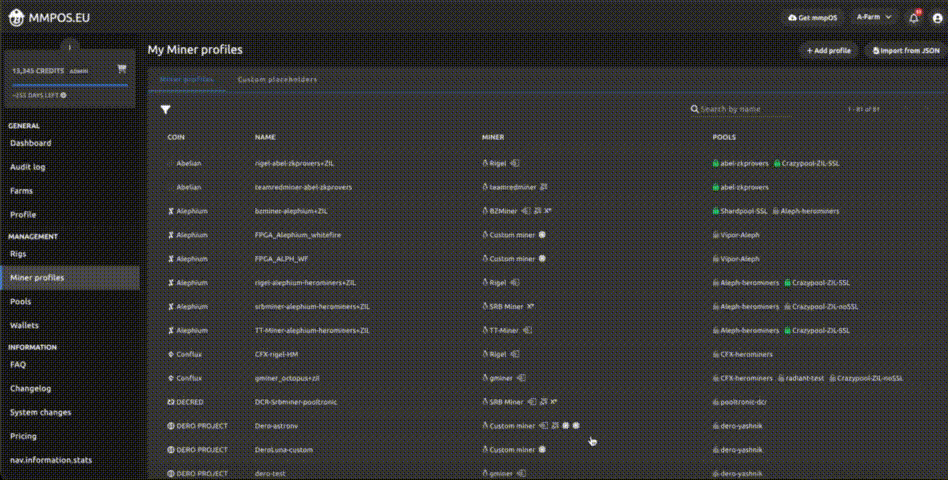 MMPOS.EU
Get mmpOS
A-Farm
My Miner profiles
+ Add profile
Import from JSON
13,345 CREDITS admin
~253 DAYS LEFT
Miner profiles
Custom placeholders
Search by name
1 - 81 of 81
GENERAL
Dashboard
Audit log
Farms
Profile
MANAGEMENT
Rigs
Miner profiles
Pools
Wallets
INFORMATION
FAQ
Changelog
System changes
Pricing
nav.information.stats
COIN NAME MINER POOLS
Abelian rigel-abel-zkprovers+ZIL Rigel abel-zkprovers Crazypool-ZIL-SSL
Abelian teamredminer-abel-zkprovers teamredminer abel-zkprovers
Alephium bzminer-alephium+ZIL BZMiner Shardpool-SSL Aleph-herominers
Alephium FPGA_Alephium_whitefire Custom miner Vipor-Aleph
Alephium FPGA_ALPH_WF Custom miner Vipor-Aleph
Alephium rigel-alephium-herominers+ZIL Rigel Aleph-herominers Crazypool-ZIL-SSL
Alephium srbminer-alephium-herominers+ZIL SRB Miner Aleph-herominers Crazypool-ZIL-noSSL
Alephium TT-Miner-alephium-herominers+ZIL TT-Miner Aleph-herominers Crazypool-ZIL-SSL
Conflux CFX-rigel-HM Rigel CFX-herominers
Conflux gminer_octopus+zil gminer CFX-herominers radiant-test Crazypool-ZIL-noSSL
DECRED DCR-Srbminer-pooltronic SRB Miner pooltronic-dcr
DERO PROJECT Dero-astronv Custom miner dero-yashnik
DERO PROJECT DeroLuna-custom Custom miner dero-yashnik
DERO PROJECT dero-test gminer dero-yashnik